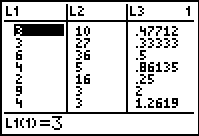 L1 L2 L3 1
3 10 .47712
3 27 .33333
6 36 .5
4 5 .86135
2 16 .25
9 3 2
4 3 1.2619
L1(1)=3